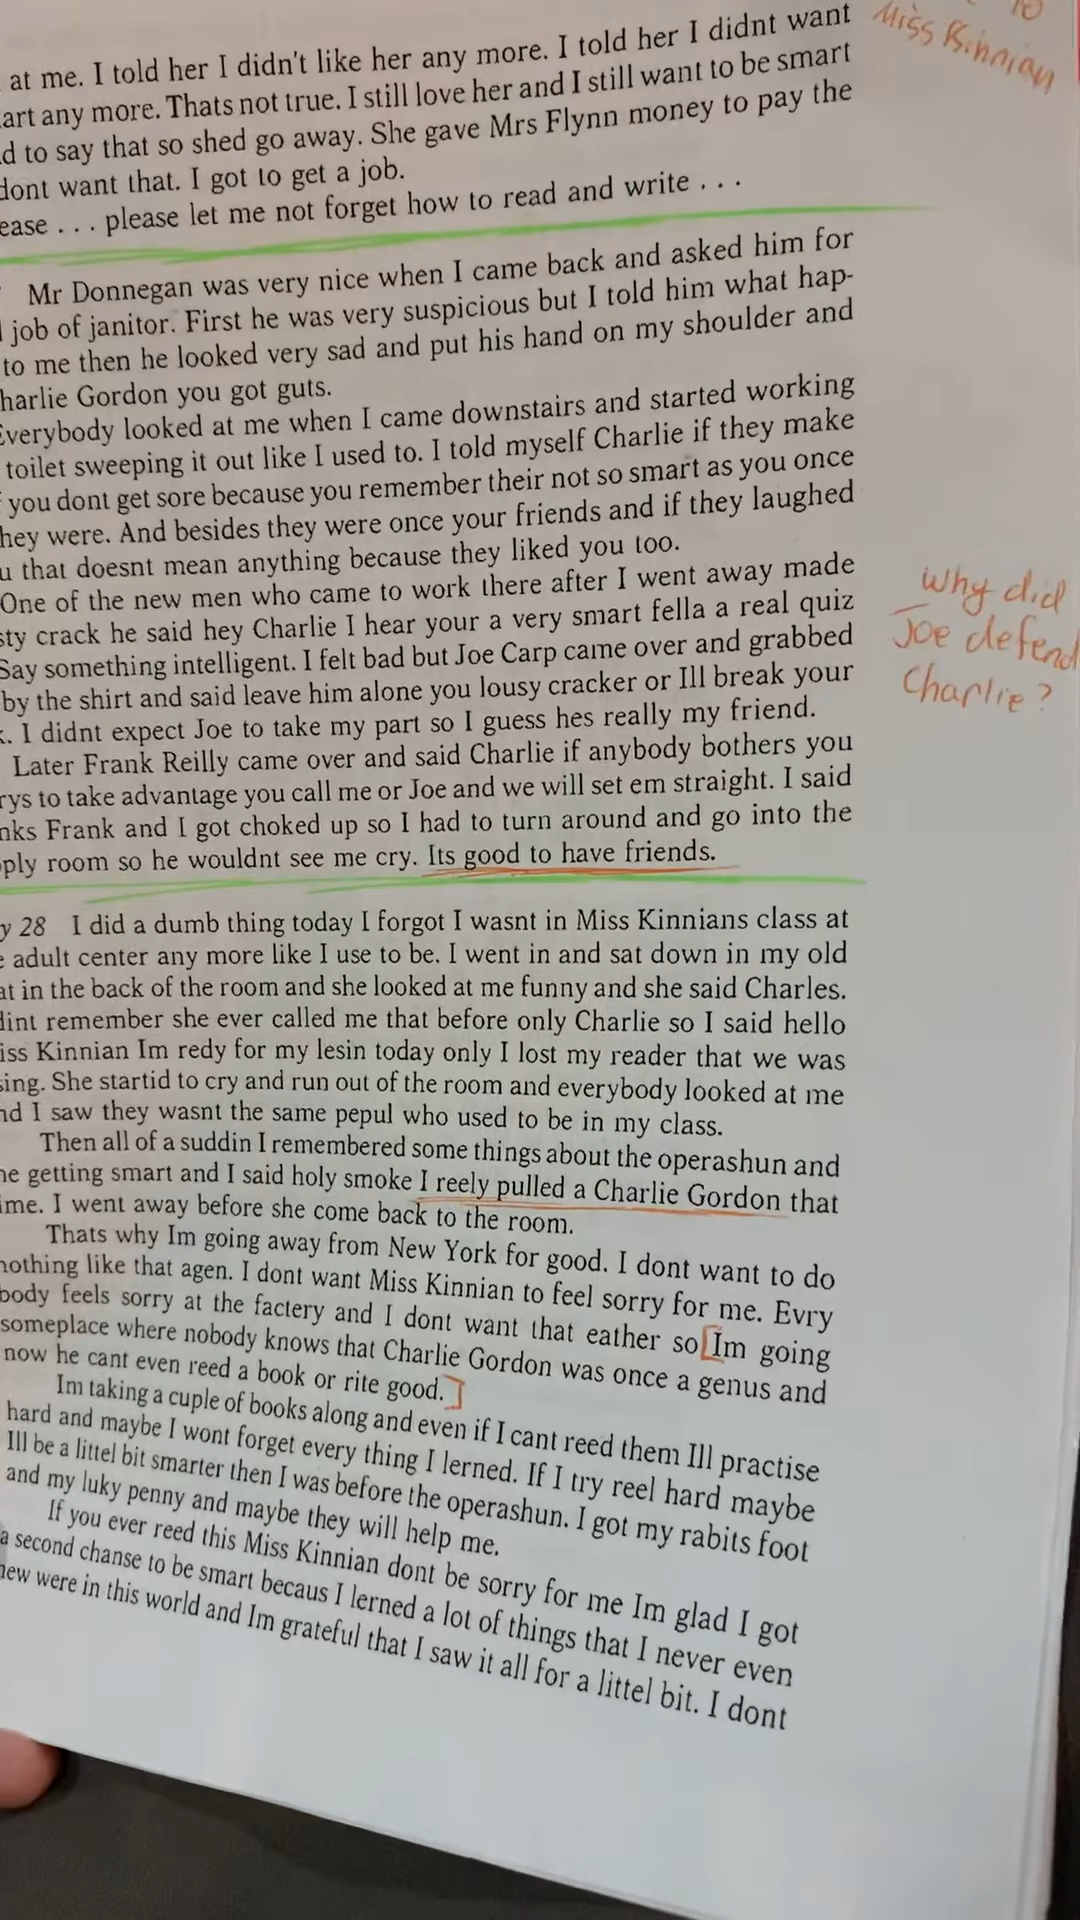 to
Miss Kinnian
at me. I told her I didn't like her any more. I told her I didnt want
art any more. Thats not true. I still love her and I still want to be smart
d to say that so shed go away. She gave Mrs Flynn money to pay the
dont want that. I got to get a job.
ease . . . please let me not forget how to read and write . . .
Mr Donnegan was very nice when I came back and asked him for
job of janitor. First he was very suspicious but I told him what hap-
to me then he looked very sad and put his hand on my shoulder and
harlie Gordon you got guts.
Everybody looked at me when I came downstairs and started working
toilet sweeping it out like I used to. I told myself Charlie if they make
you dont get sore because you remember their not so smart as you once
hey were. And besides they were once your friends and if they laughed
u that doesnt mean anything because they liked you too.
One of the new men who came to work there after I went away made
sty crack he said hey Charlie I hear your a very smart fella a real quiz
Say something intelligent. I felt bad but Joe Carp came over and grabbed
by the shirt and said leave him alone you lousy cracker or Ill break your
. I didnt expect Joe to take my part so I guess hes really my friend.
Later Frank Reilly came over and said Charlie if anybody bothers you
rys to take advantage you call me or Joe and we will set em straight. I said
nks Frank and I got choked up so I had to turn around and go into the
ply room so he wouldnt see me cry. Its good to have friends.
why did
Joe defend
Charlie?
y 28 I did a dumb thing today I forgot I wasnt in Miss Kinnians class at
e adult center any more like I use to be. I went in and sat down in my old
at in the back of the room and she looked at me funny and she said Charles.
dint remember she ever called me that before only Charlie so I said hello
iss Kinnian Im redy for my lesin today only I lost my reader that we was
sing. She startid to cry and run out of the room and everybody looked at me
nd I saw they wasnt the same pepul who used to be in my class.
Then all of a suddin I remembered some things about the operashun and
me getting smart and I said holy smoke I reely pulled a Charlie Gordon that
ime. I went away before she come back to the room.
Thats why Im going away from New York for good. I dont want to do
nothing like that agen. I dont want Miss Kinnian to feel sorry for me. Evry
body feels sorry at the factery and I dont want that eather so [Im going
someplace where nobody knows that Charlie Gordon was once a genus and
now he cant even reed a book or rite good.]
Im taking a cuple of books along and even if I cant reed them Ill practise
hard and maybe I wont forget every thing I lerned. If I try reel hard maybe
Ill be a littel bit smarter then I was before the operashun. I got my rabits foot
and my luky penny and maybe they will help me.
If you ever reed this Miss Kinnian dont be sorry for me Im glad I got
a second chanse to be smart becaus I lerned a lot of things that I never even
new were in this world and Im grateful that I saw it all for a littel bit. I dont